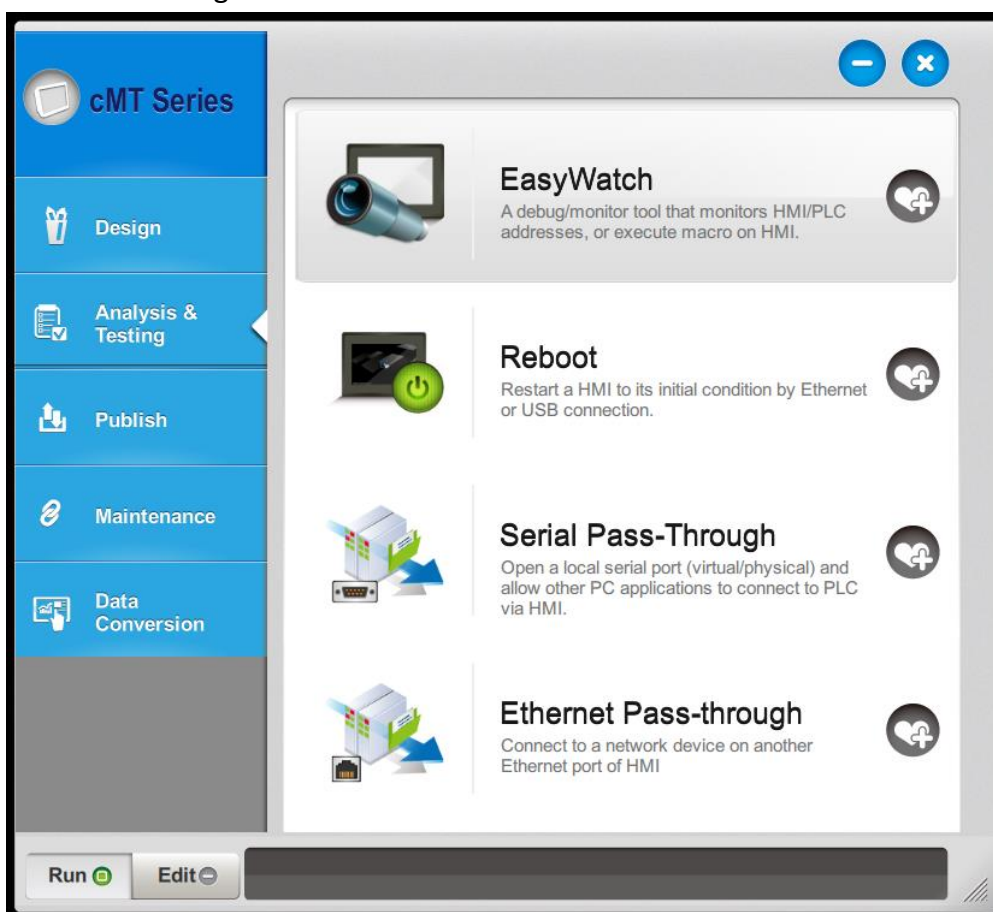 cMT Series
Design
Analysis &
Testing
Publish
Maintenance
Data
Conversion
EasyWatch
A debug/monitor tool that monitors HMI/PLC
addresses, or execute macro on HMI.
Reboot
Restart a HMI to its initial condition by Ethernet
or USB connection.
Serial Pass-Through
Open a local serial port (virtual/physical) and
allow other PC applications to connect to PLC
via HMI.
Ethernet Pass-through
Connect to a network device on another
Ethernet port of HMI
Run
Edit